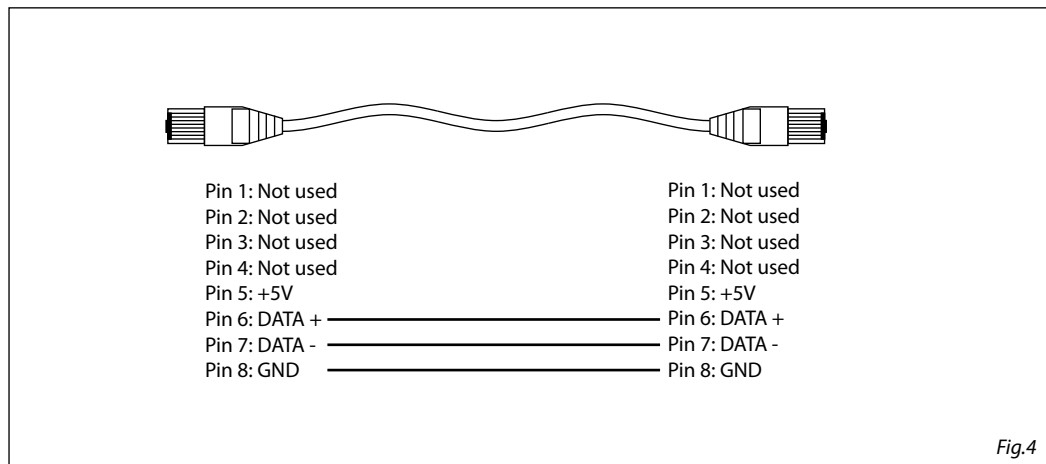 Pin 1: Not used
Pin 2: Not used
Pin 3: Not used
Pin 4: Not used
Pin 5: +5V
Pin 6: DATA +
Pin 7: DATA -
Pin 8: GND
Pin 1: Not used
Pin 2: Not used
Pin 3: Not used
Pin 4: Not used
Pin 5: +5V
Pin 6: DATA +
Pin 7: DATA -
Pin 8: GND
Fig.4